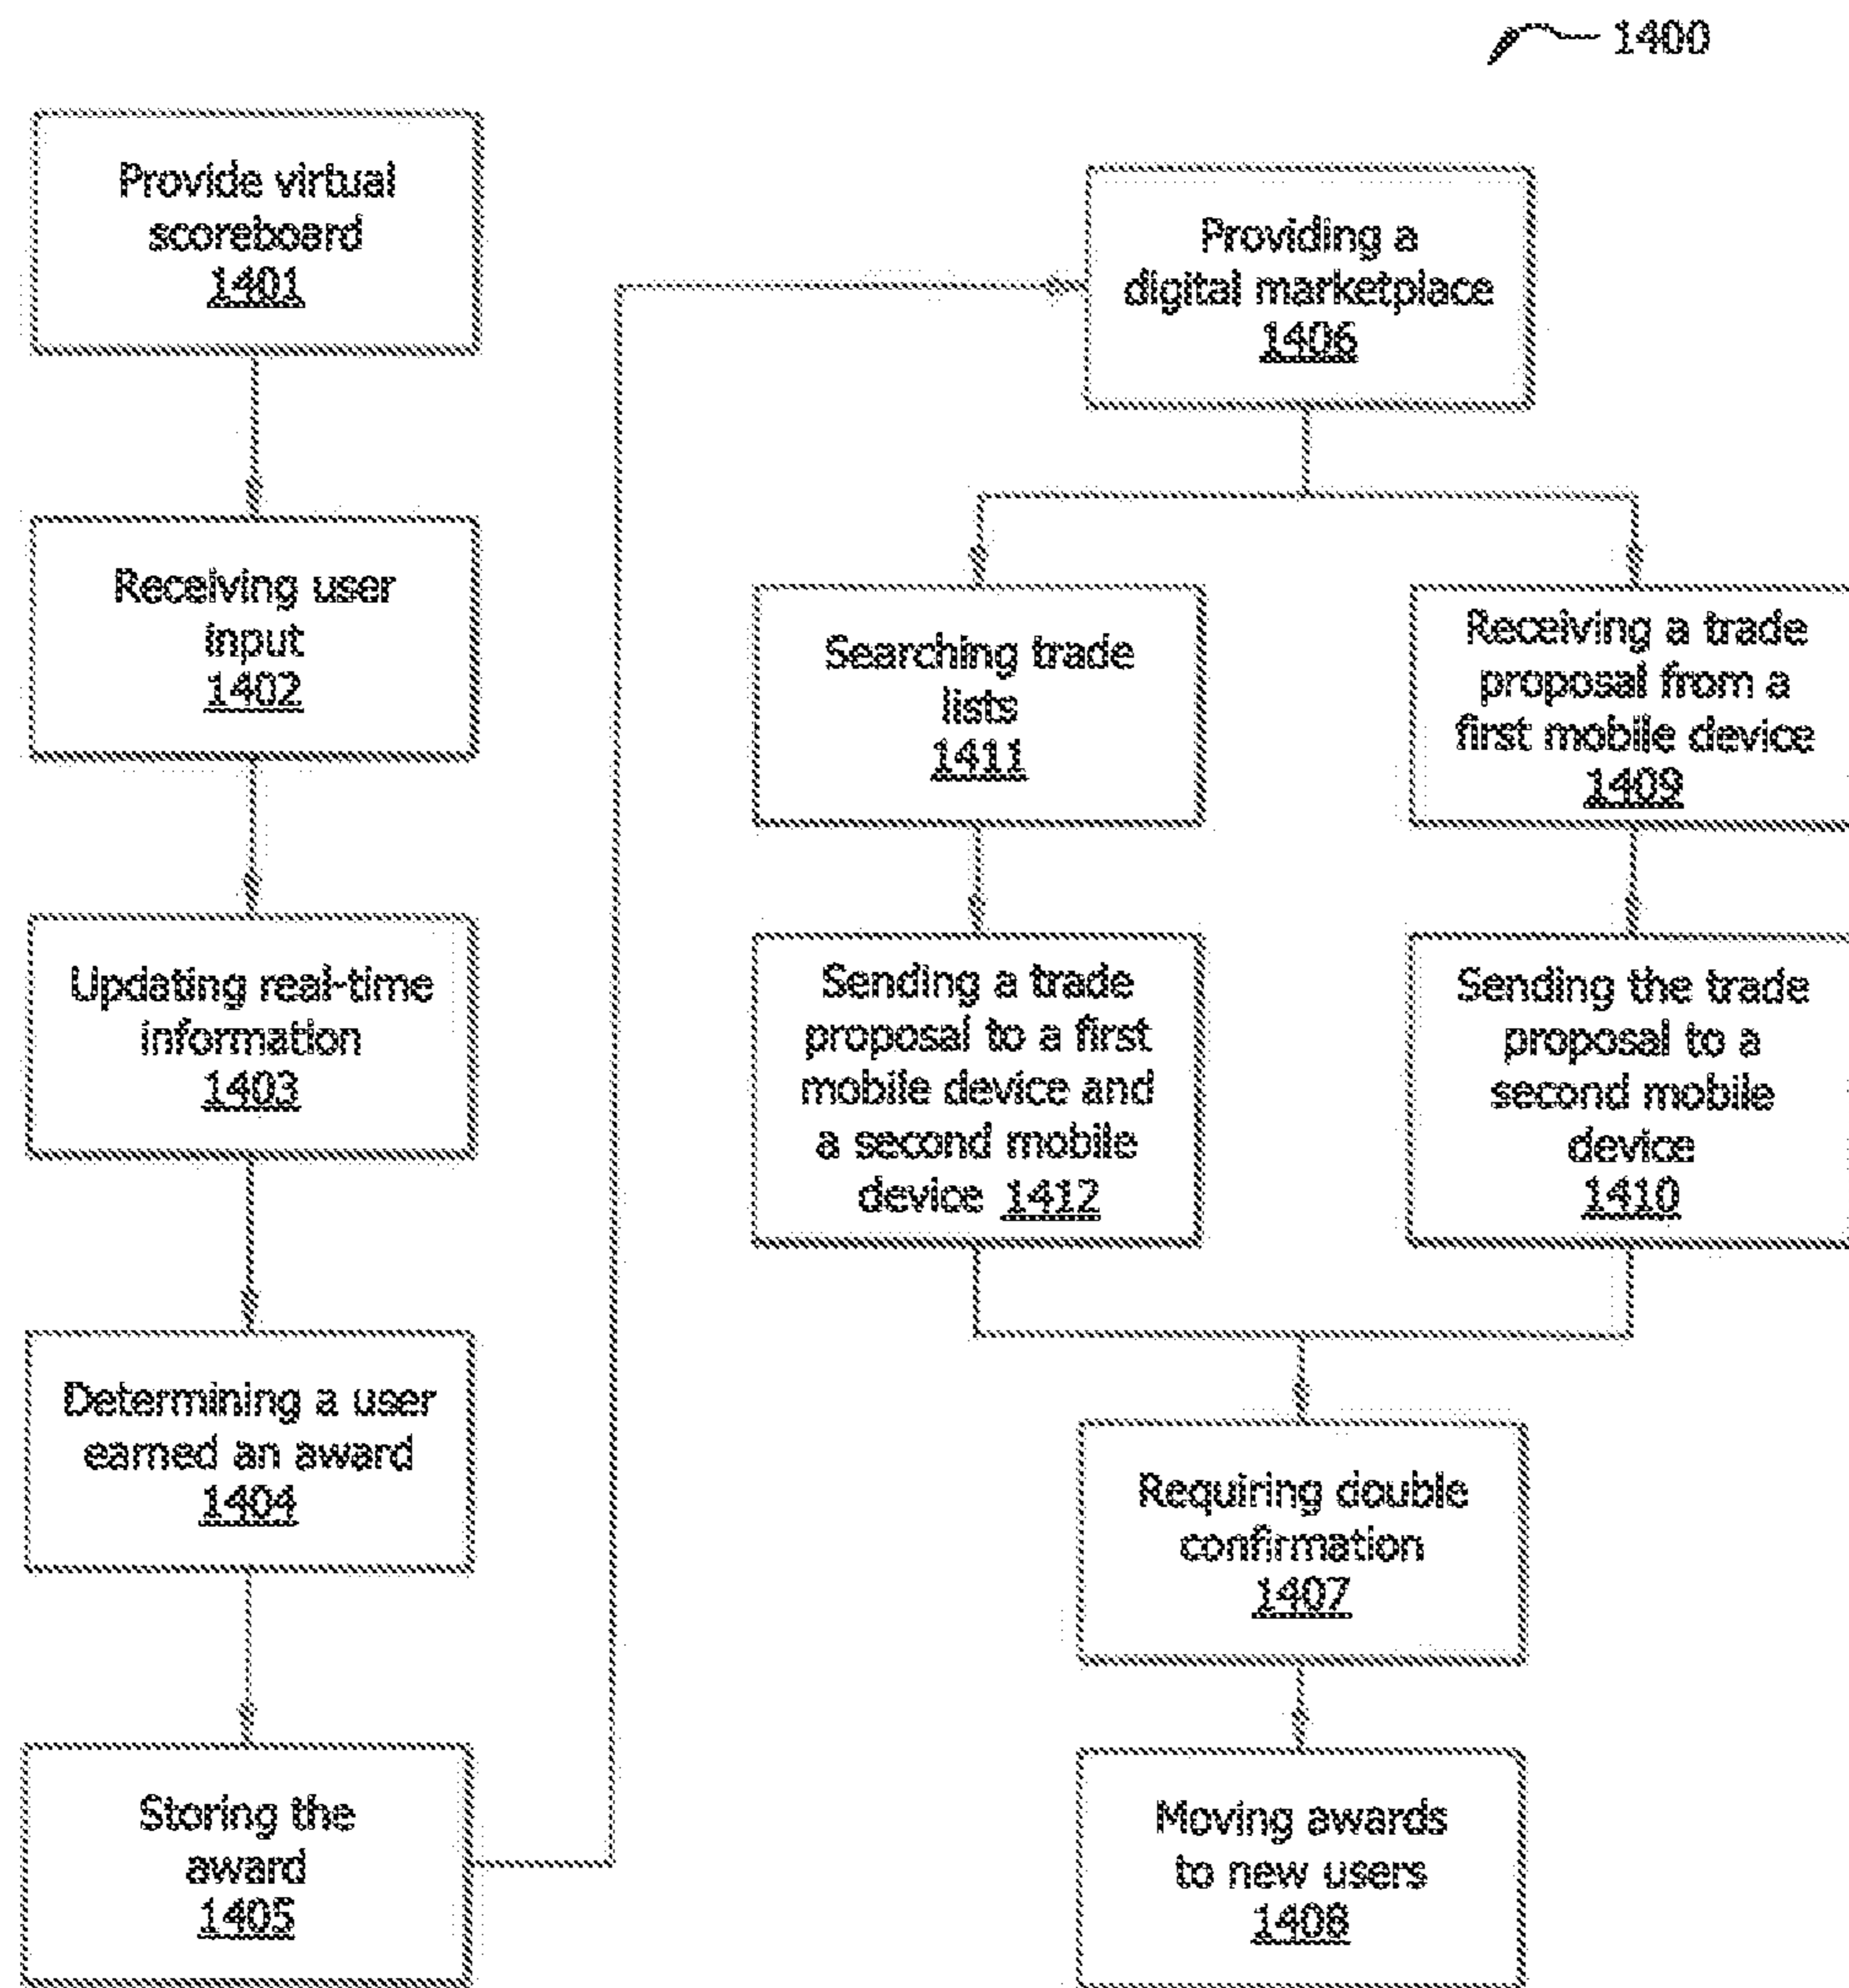 1400
Provide virtual
scoreboard
1401
Receiving user
input
1402
Updating real-time
information
1403
Determining a user
earned an award
1404
Storing the
award
1405
Providing a
digital marketplace
1406
Searching trade
lists
1411
Sending a trade
proposal to a first
mobile device and
a second mobile
device 1412
Receiving a trade
proposal from a
first mobile device
1409
Sending the trade
proposal to a
second mobile
device
1410
Requiring double
confirmation
1407
Moving awards
to new users
1408